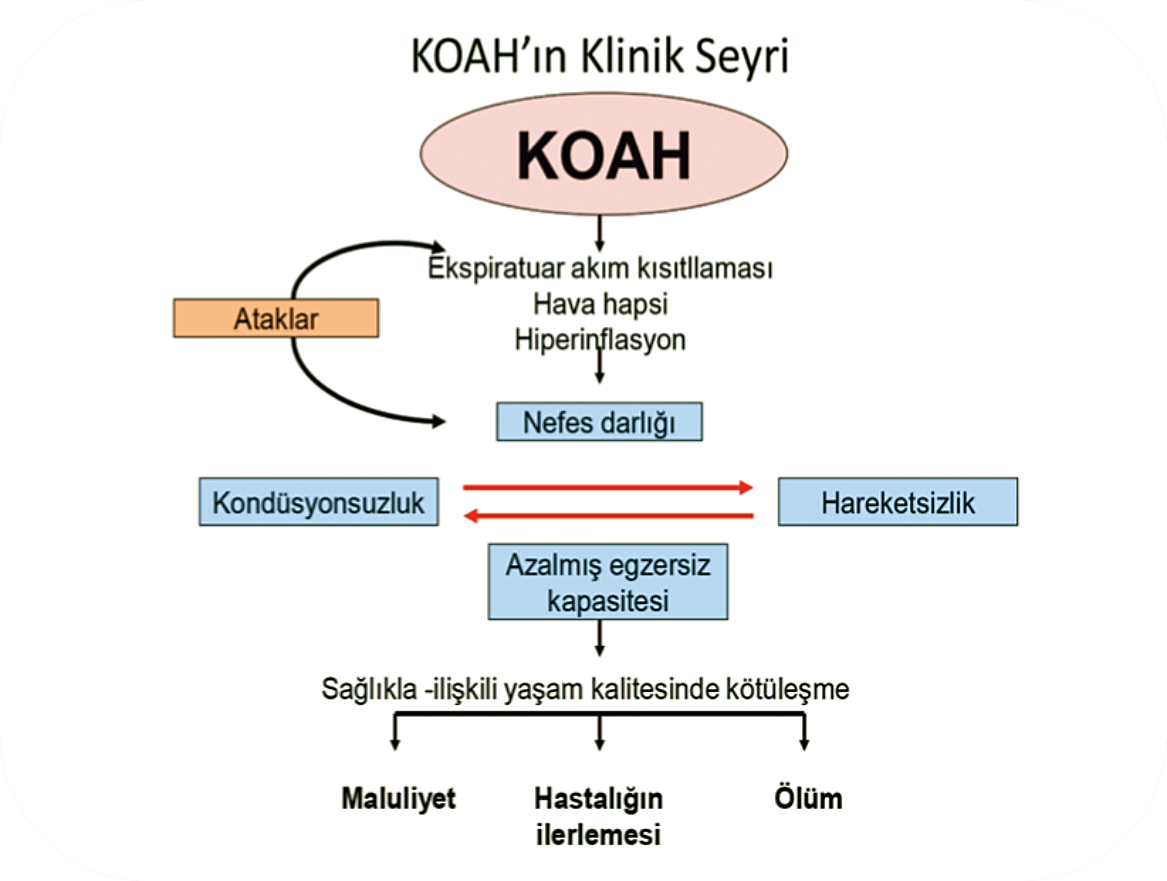 KOAH’ın Klinik Seyri
KOAH
Ekspiratuar akım kısıtllaması
Hava hapsi
Hiperinflasyon
Ataklar
Nefes darlığı
Kondüsyonsuzluk
Hareketsizlik
Azalmış egzersiz
kapasitesi
Sağlıkla -ilişkili yaşam kalitesinde kötüleşme
Maluliyet
Hastalığın
ilerlemesi
Ölüm